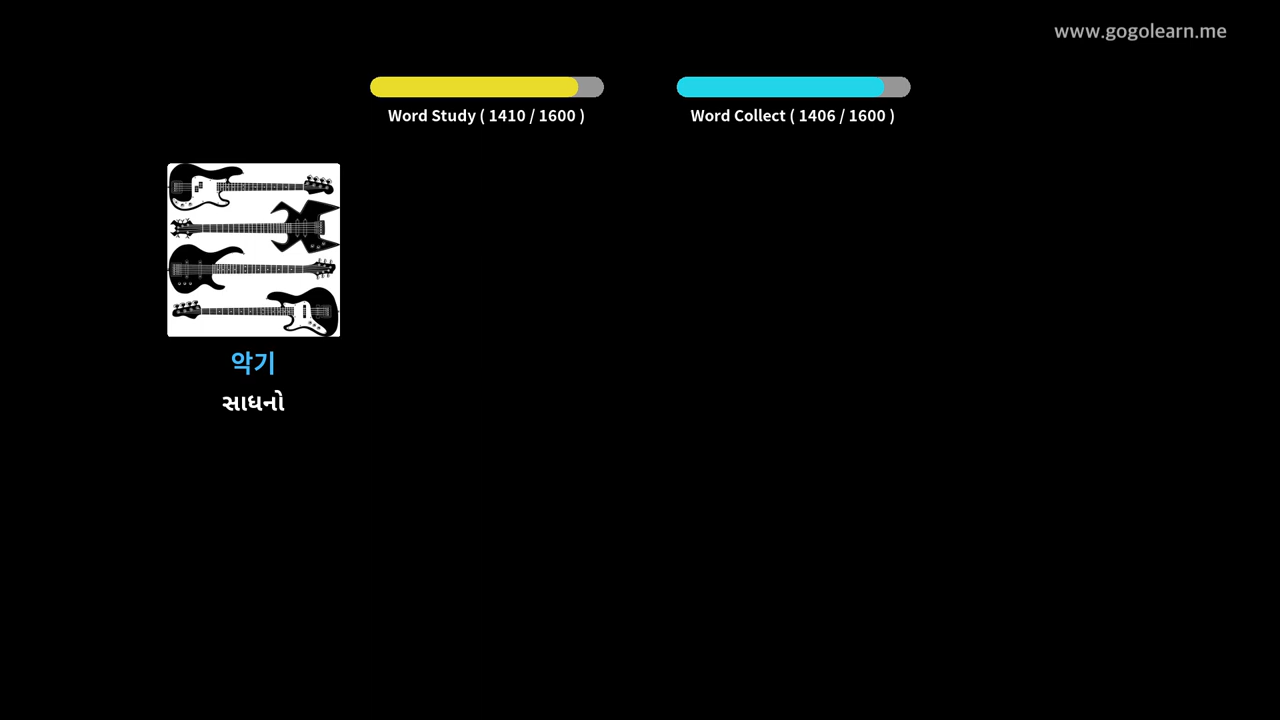 www.gogolearn.me
Word Study ( 1410 / 1600 )
Word Collect ( 1406 / 1600 )
악기
સાધનો